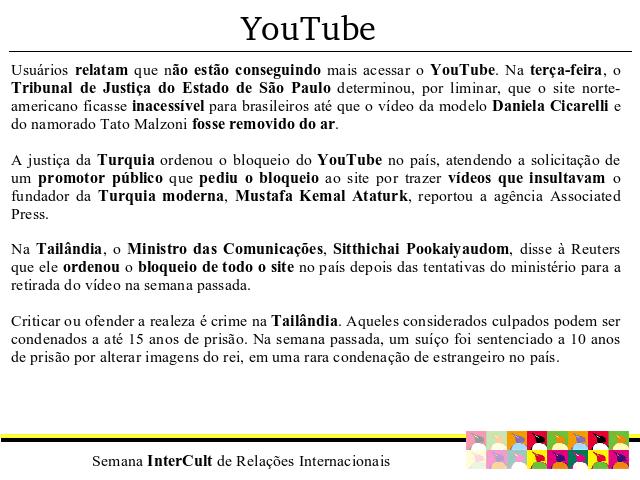 YouTube
Usuários relatam que não estão conseguindo mais acessar o YouTube. Na terça-feira, o
Tribunal de Justiça do Estado de São Paulo determinou, por liminar, que o site norte-
americano ficasse inacessível para brasileiros até que o vídeo da modelo Daniela Cicarelli e
do namorado Tato Malzoni fosse removido do ar.
A justiça da Turquia ordenou o bloqueio do YouTube no país, atendendo a solicitação de
um promotor público que pediu o bloqueio ao site por trazer vídeos que insultavam o
fundador da Turquia moderna, Mustafa Kemal Ataturk, reportou a agência Associated
Press.
Na Tailândia, o Ministro das Comunicações, Sitthichai Pookaiyaudom, disse à Reuters
que ele ordenou o bloqueio de todo o site no país depois das tentativas do ministério para a
retirada do vídeo na semana passada.
Criticar ou ofender a realeza é crime na Tailândia. Aqueles considerados culpados podem ser
condenados a até 15 anos de prisão. Na semana passada, um suíço foi sentenciado a 10 anos
de prisão por alterar imagens do rei, em uma rara condenação de estrangeiro no país.
Semana InterCult de Relações Internacionais